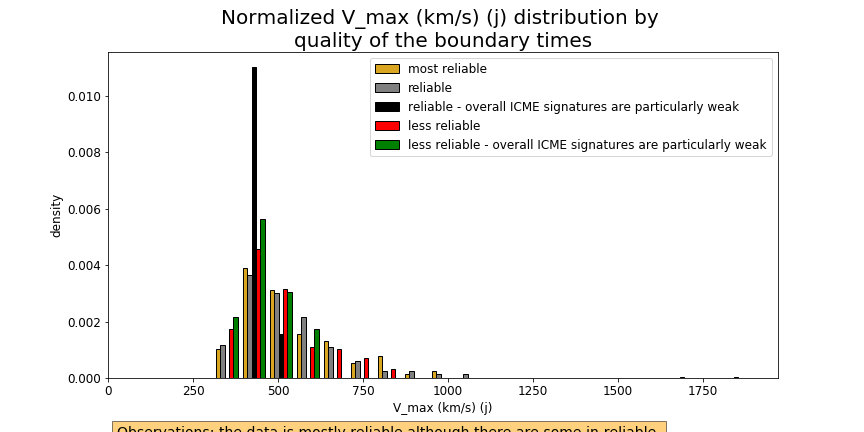 Normalized V_max (km/s) (j) distribution by
quality of the boundary times
most reliable
reliable
reliable - overall ICME signatures are particularly weak
less reliable
less reliable - overall ICME signatures are particularly weak
0.010
0.008
0.006
0.004
0.002
0.000
density
0 250 500 750 1000 1250 1500 1750
V_max (km/s) (j)
Observations: the data is mostly reliable although there are some in reliable